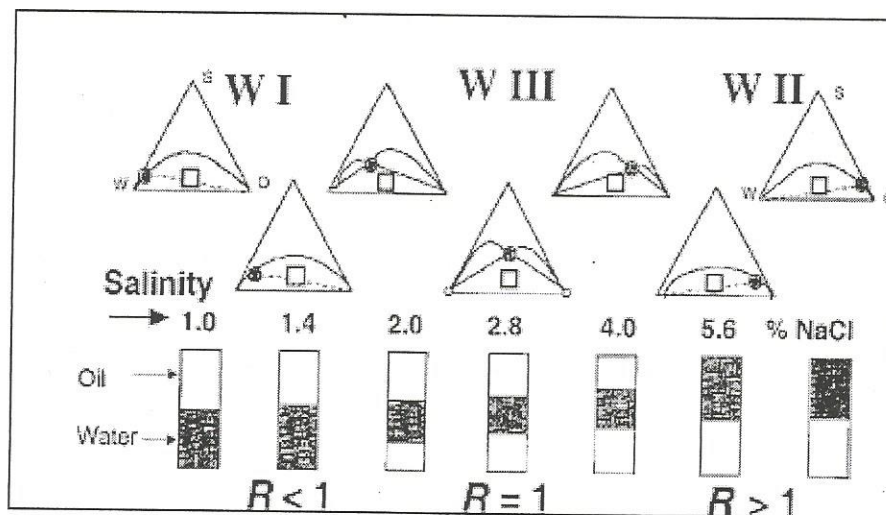 S
W I W III W II
S
W O
W
Salinity
1.0 1.4 2.0 2.8 4.0 5.6 % NaCl
Oil
Water
R < 1 R = 1 R > 1